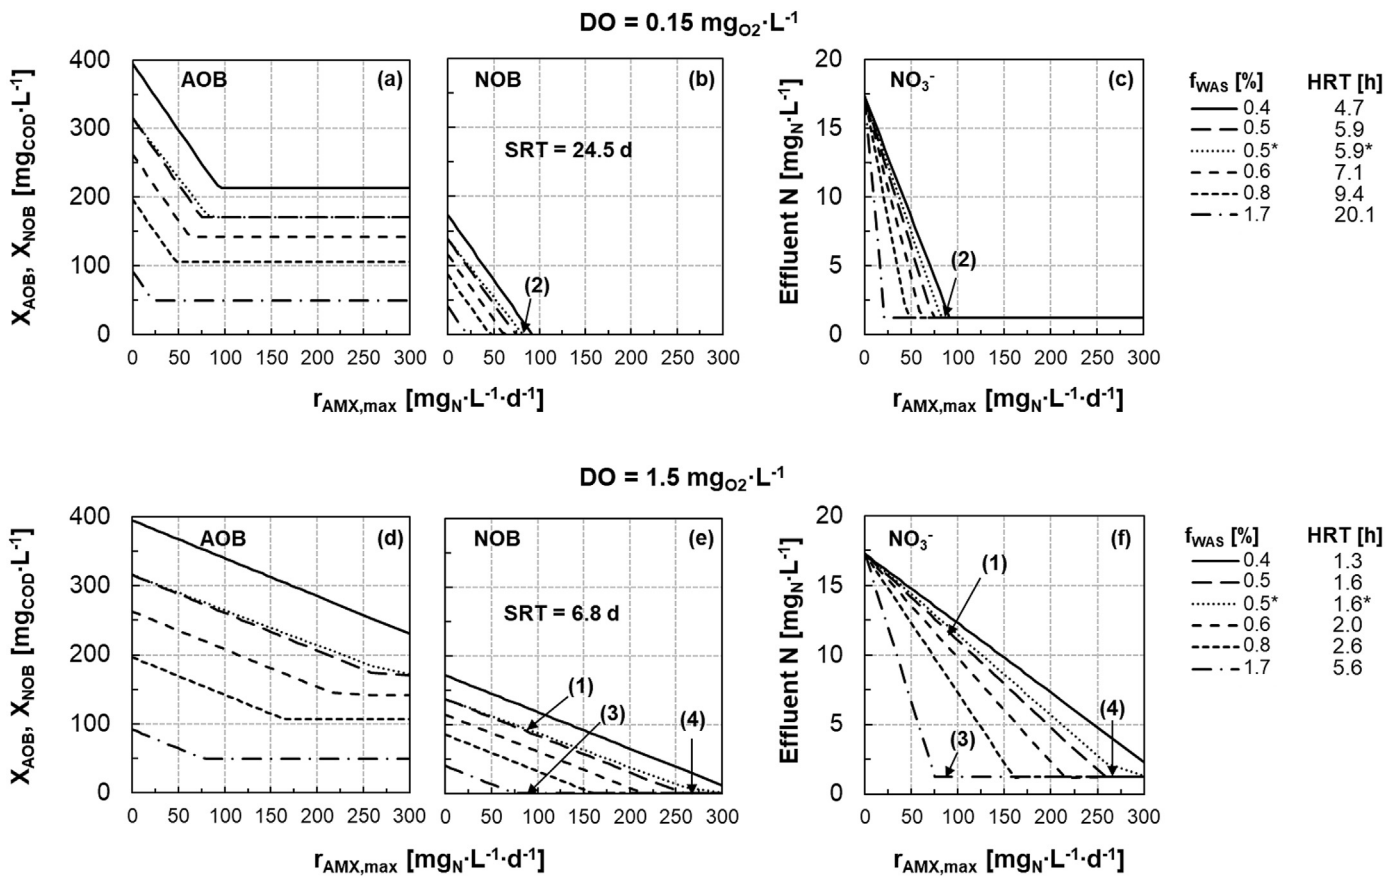 DO = 0.15 mgO2·L-1
400
300
200
100
0
XAOB, XNOB [mgCOD·L-1]
AOB
(a)
0 50 100 150 200 250 300
NOB
(b)
SRT = 24.5 d
(2)
0 50 100 150 200 250 300
rAMX,max [mgN·L-1·d-1]
20
15
10
5
0
Effluent N [mgN·L-1]
NO3-
(c)
(2)
0 50 100 150 200 250 300
rAMX,max [mgN·L-1·d-1]
fWAS [%] HRT [h]
0.4 4.7
0.5 5.9
0.5* 5.9*
0.6 7.1
0.8 9.4
1.7 20.1
DO = 1.5 mgO2·L-1
400
300
200
100
0
XAOB, XNOB [mgCOD·L-1]
AOB
(d)
0 50 100 150 200 250 300
NOB
(e)
SRT = 6.8 d
(1)
(3)
(4)
0 50 100 150 200 250 300
rAMX,max [mgN·L-1·d-1]
20
15
10
5
0
Effluent N [mgN·L-1]
NO3-
(f)
(1)
(3)
(4)
0 50 100 150 200 250 300
rAMX,max [mgN·L-1·d-1]
fWAS [%] HRT [h]
0.4 1.3
0.5 1.6
0.5* 1.6*
0.6 2.0
0.8 2.6
1.7 5.6